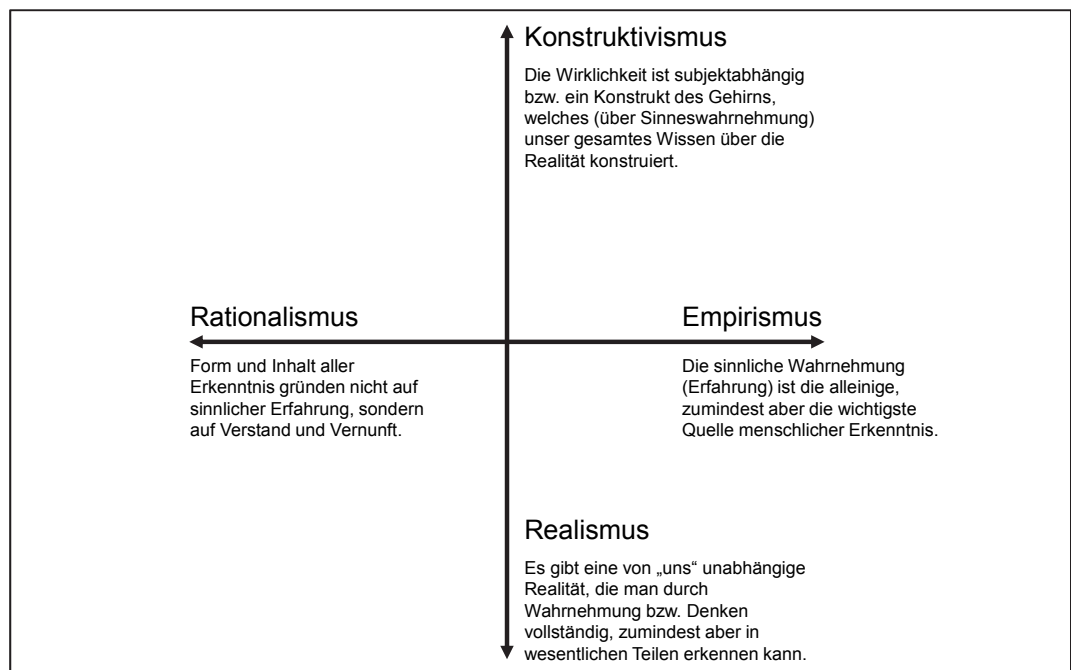 Konstruktivismus
Die Wirklichkeit ist subjektabhängig
bzw. ein Konstrukt des Gehirns,
welches (über Sinneswahrnehmung)
unser gesamtes Wissen über die
Realität konstruiert.
Rationalismus
Form und Inhalt aller
Erkenntnis gründen nicht auf
sinnlicher Erfahrung, sondern
auf Verstand und Vernunft.
Empirismus
Die sinnliche Wahrnehmung
(Erfahrung) ist die alleinige,
zumindest aber die wichtigste
Quelle menschlicher Erkenntnis.
Realismus
Es gibt eine von „uns“ unabhängige
Realität, die man durch
Wahrnehmung bzw. Denken
vollständig, zumindest aber in
wesentlichen Teilen erkennen kann.